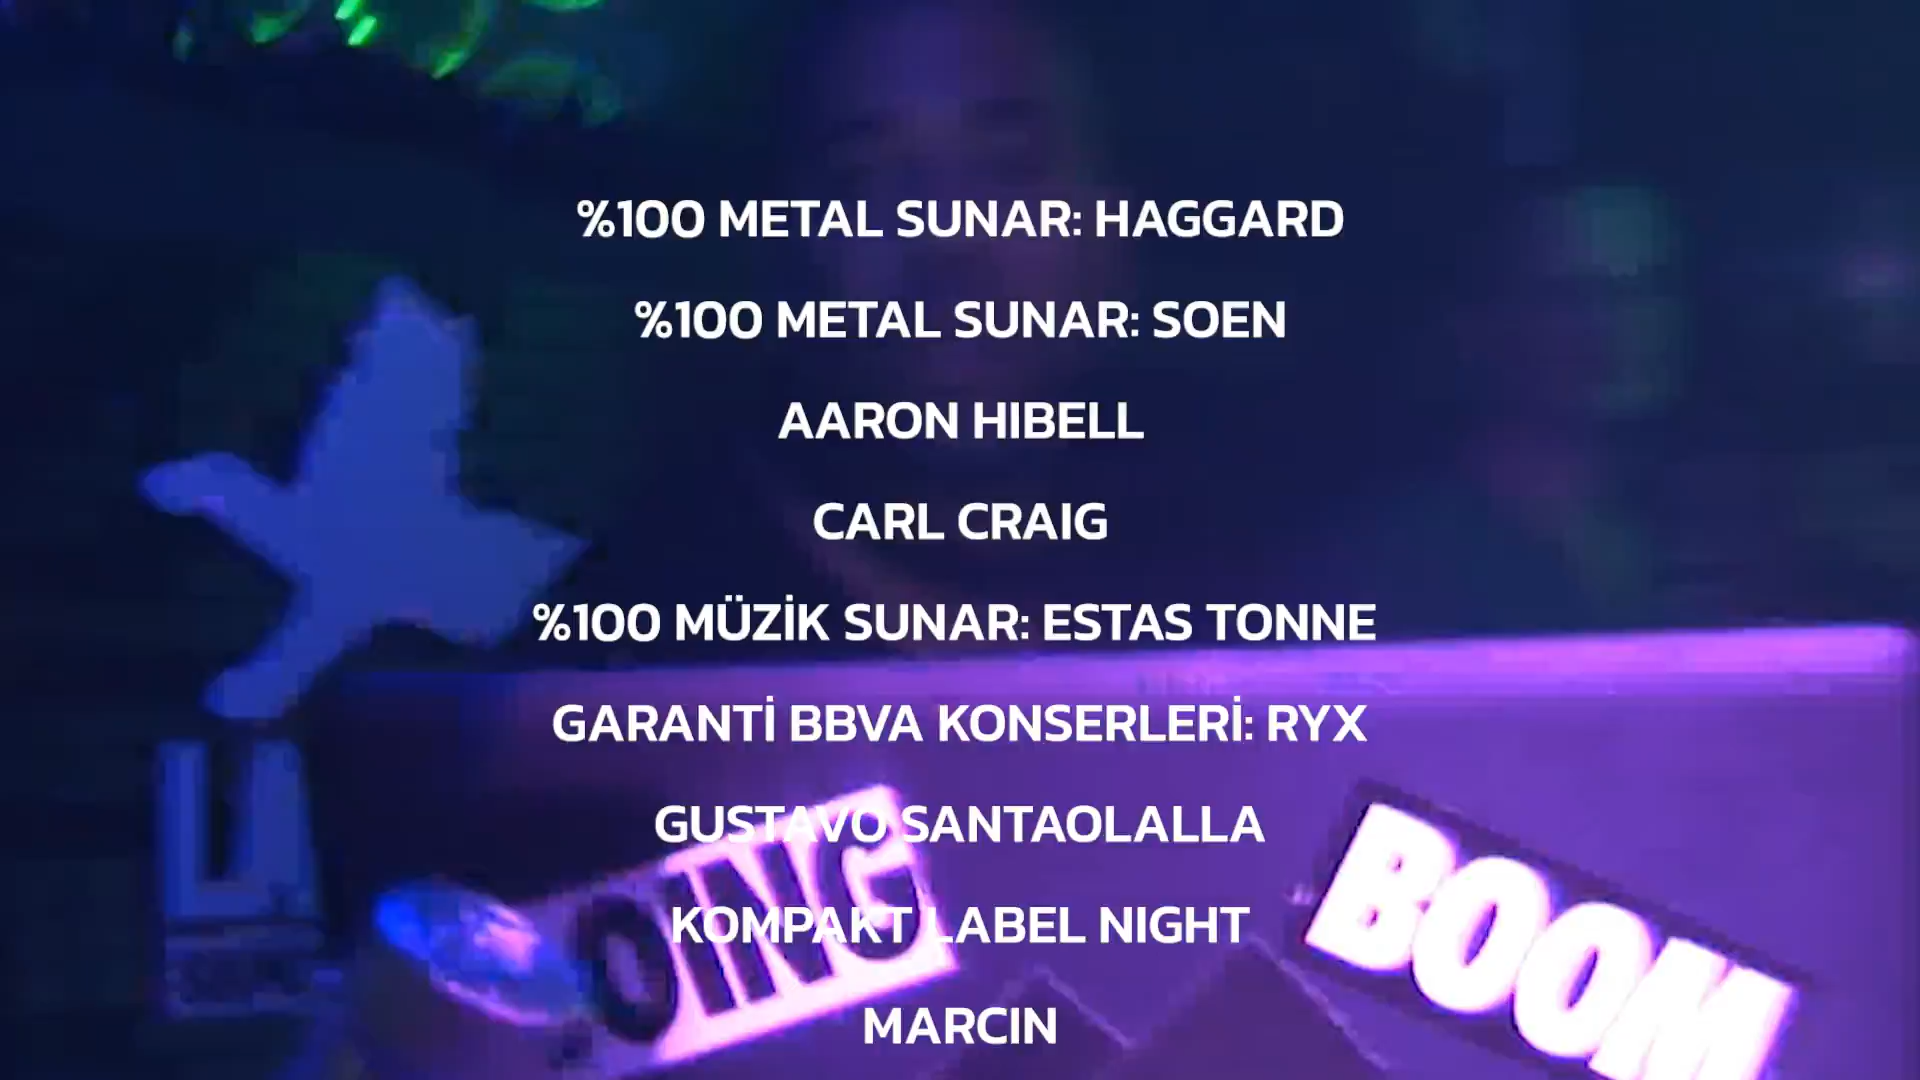 %100 METAL SUNAR: HAGGARD
%100 METAL SUNAR: SOEN
AARON HIBELL
CARL CRAIG
%100 MÜZİK SUNAR: ESTAS TONNE
GARANTİ BBVA KONSERLERİ: RYX
GUSTAVO SANTAOLALLA
KOMPAKT LABEL NIGHT
MARCIN
OING
BOOM